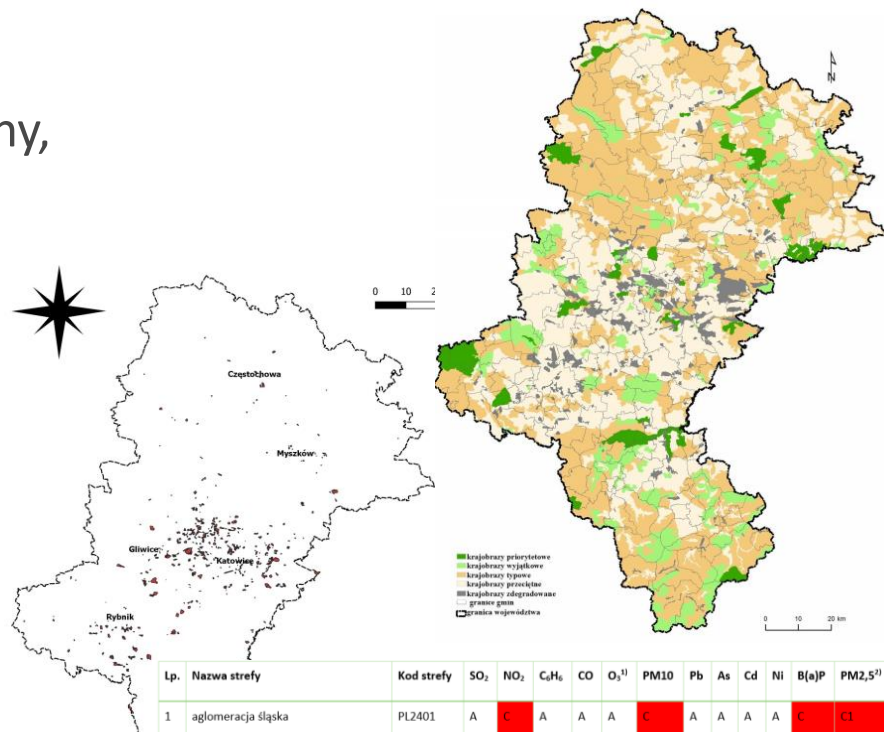 ny,
N
0 10 2
Częstochowa
Myszków
Gliwice
Katowice
Rybnik
krajobrazy priorytetowe
krajobrazy wyjątkowe
krajobrazy typowe
krajobrazy przeciętne
krajobrazy zdegradowane
granice gmin
granica województwa
0 10 20 km
Lp. Nazwa strefy Kod strefy SO₂ NO₂ C₆H₆ CO O₃¹⁾ PM10 Pb As Cd Ni B(a)P PM2,5²⁾
1 aglomeracja śląska PL2401 A C A A A C A A A A C C1